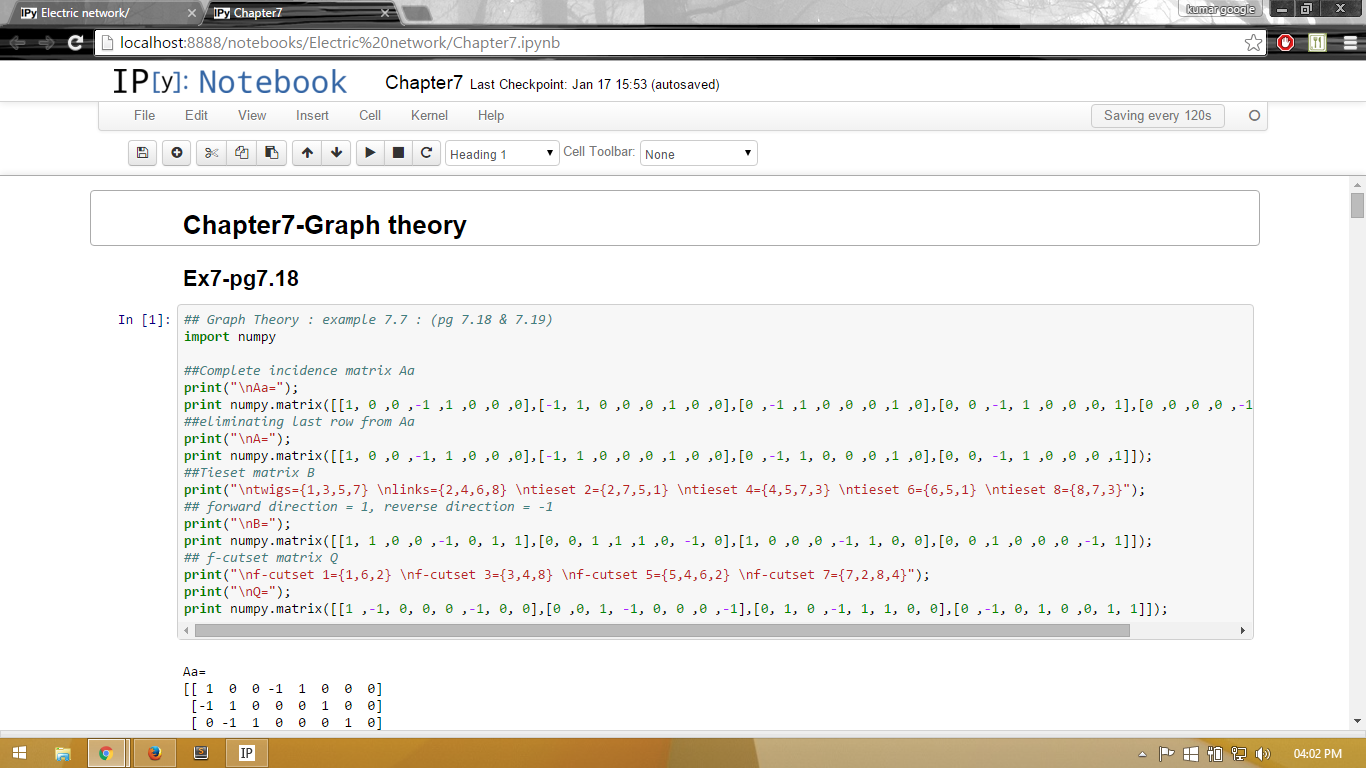 IPy Electric network/
IPy Chapter7
kumar google
localhost:8888/notebooks/Electric%20network/Chapter7.ipynb
IP[y]: Notebook
Chapter7 Last Checkpoint: Jan 17 15:53 (autosaved)
File Edit View Insert Cell Kernel Help
Saving every 120s
Heading 1
Cell Toolbar:
None
Chapter7-Graph theory
Ex7-pg7.18
In [1]:
## Graph Theory : example 7.7 : (pg 7.18 & 7.19)
import numpy
##Complete incidence matrix Aa
print("\nAa=");
print numpy.matrix([[1, 0 ,0 ,-1 ,1 ,0 ,0 ,0],[-1, 1, 0 ,0 ,0 ,1 ,0 ,0],[0 ,-1 ,1 ,0 ,0 ,0 ,1 ,0],[0, 0 ,-1, 1 ,0 ,0 ,0, 1],[0 ,0 ,0 ,0 ,-1
##eliminating last row from Aa
print("\nA=");
print numpy.matrix([[1, 0 ,0 ,-1, 1 ,0 ,0 ,0],[-1, 1 ,0 ,0 ,0 ,1 ,0 ,0],[0 ,-1, 1, 0, 0 ,0 ,1 ,0],[0, 0, -1, 1 ,0 ,0 ,0 ,1]]);
##Tieset matrix B
print("\ntwigs={1,3,5,7} \nlinks={2,4,6,8} \ntieset 2={2,7,5,1} \ntieset 4={4,5,7,3} \ntieset 6={6,5,1} \ntieset 8={8,7,3}");
## forward direction = 1, reverse direction = -1
print("\nB=");
print numpy.matrix([[1, 1 ,0 ,0 ,-1, 0, 1, 1],[0, 0, 1 ,1 ,1 ,0, -1, 0],[1, 0 ,0 ,0 ,-1, 1, 0, 0],[0, 0 ,1 ,0 ,0 ,0 ,-1, 1]]);
## f-cutset matrix Q
print("\nf-cutset 1={1,6,2} \nf-cutset 3={3,4,8} \nf-cutset 5={5,4,6,2} \nf-cutset 7={7,2,8,4}");
print("\nQ=");
print numpy.matrix([[1 ,-1, 0, 0, 0 ,-1, 0, 0],[0 ,0, 1, -1, 0, 0 ,0 ,-1],[0, 1, 0 ,-1, 1, 1, 0, 0],[0 ,-1, 0, 1, 0 ,0, 1, 1]]);
Aa=
[[ 1 0 0 -1 1 0 0 0]
[-1 1 0 0 0 1 0 0]
[ 0 -1 1 0 0 0 1 0]
IP
04:02 PM